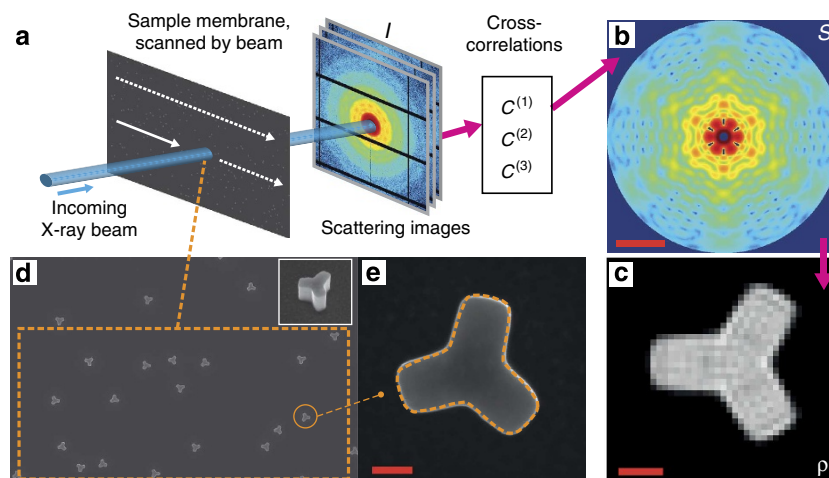 a
Sample membrane,
scanned by beam
I
Cross-
correlations
C(1)
C(2)
C(3)
Incoming
X-ray beam
Scattering images
b
S
c
ρ
d
e